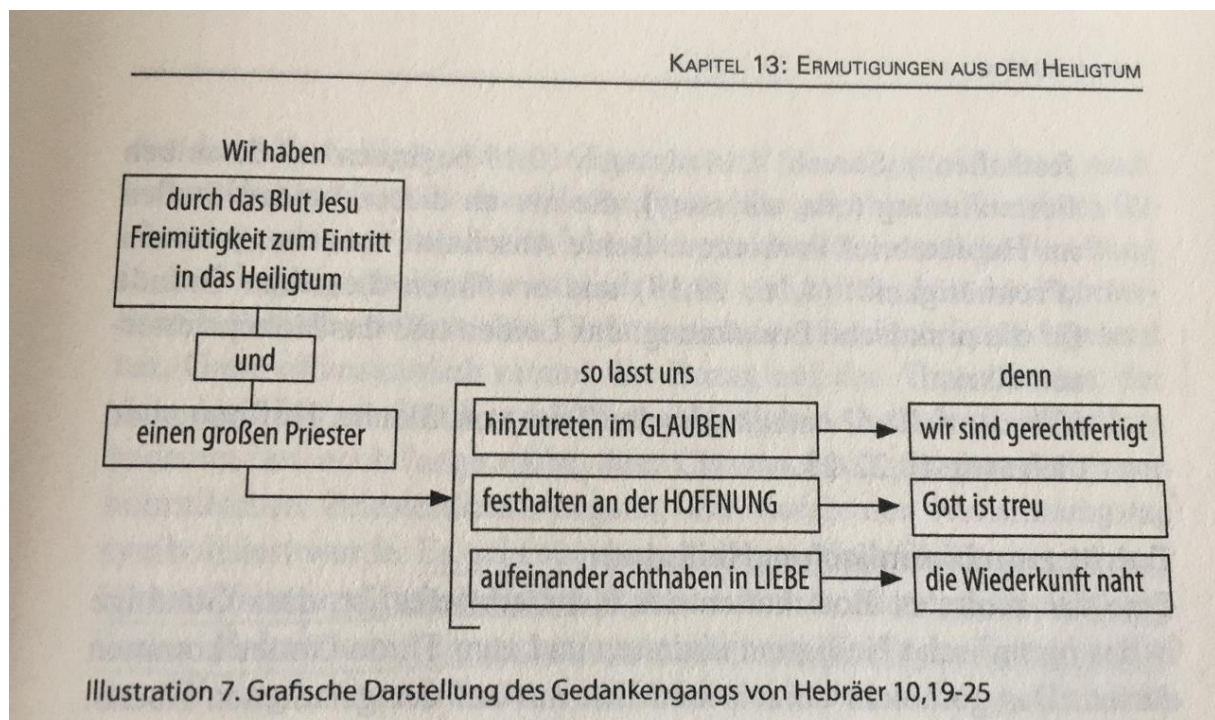 KAPITEL 13: ERMUTIGUNGEN AUS DEM HEILIGTUM
Wir haben
durch das Blut Jesu
Freimütigkeit zum Eintritt
in das Heiligtum
und
einen großen Priester
so lasst uns
denn
hinzutreten im GLAUBEN
wir sind gerechtfertigt
festhalten an der HOFFNUNG
Gott ist treu
aufeinander achthaben in LIEBE
die Wiederkunft naht
Illustration 7. Grafische Darstellung des Gedankengangs von Hebräer 10,19-25